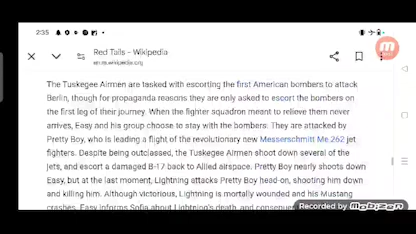 2:35
Red Tails – Wikipedia
en.m.wikipedia.org
The Tuskegee Airmen are tasked with escorting the first American bombers to attack
Berlin, though for propaganda reasons they are only asked to escort the bombers on
the first leg of their journey. When the fighter squadron meant to relieve them never
arrives, Easy and his group choose to stay with the bombers. They are attacked by
Pretty Boy, who is leading a flight of the revolutionary new Messerschmitt Me 262 jet
fighters. Despite being outclassed, the Tuskegee Airmen shoot down several of the
jets, and escort a damaged B-17 back to Allied airspace. Pretty Boy nearly shoots down
Easy, but at the last moment, Lightning attacks Pretty Boy head-on, shooting him down
and killing him. Although victorious, Lightning is mortally wounded and his Mustang
crashes. Easy informs Sofia about Lightning's death, and
Recorded by mobizen